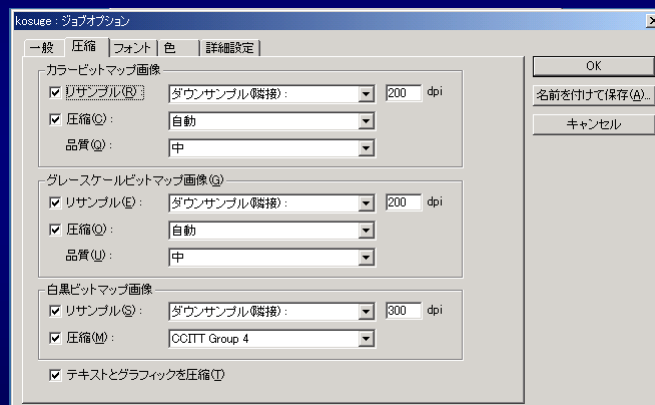 kosuge : ジョブオプション
一般 圧縮 フォント 色 詳細設定
カラービットマップ画像
リサンプル(R) : ダウンサンプル(隣接) : 200 dpi
圧縮(C) : 自動
品質(Q) : 中
グレースケールビットマップ画像(G)
リサンプル(E) : ダウンサンプル(隣接) : 200 dpi
圧縮(O) : 自動
品質(U) : 中
白黒ビットマップ画像
リサンプル(S) : ダウンサンプル(隣接) : 300 dpi
圧縮(M) : CCITT Group 4
テキストとグラフィックを圧縮(T)
OK
名前を付けて保存(A)...
キャンセル